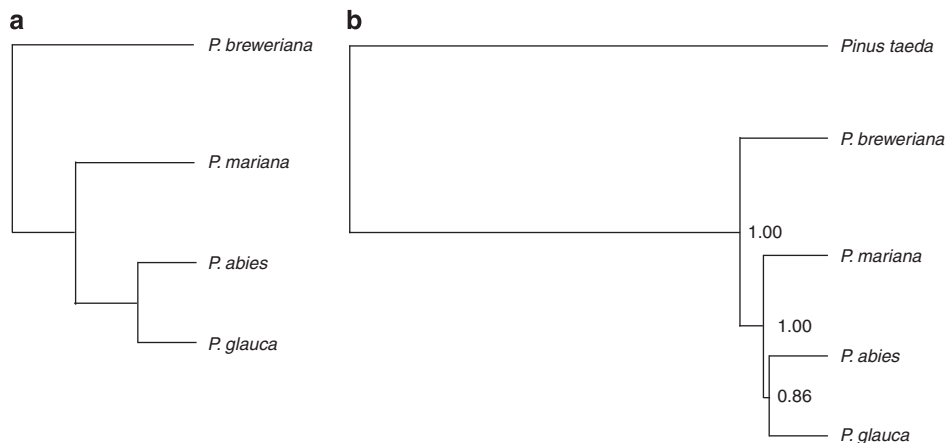 a
P. breweriana
P. mariana
P. abies
P. glauca
b
Pinus taeda
P. breweriana
1.00
P. mariana
1.00
P. abies
0.86
P. glauca